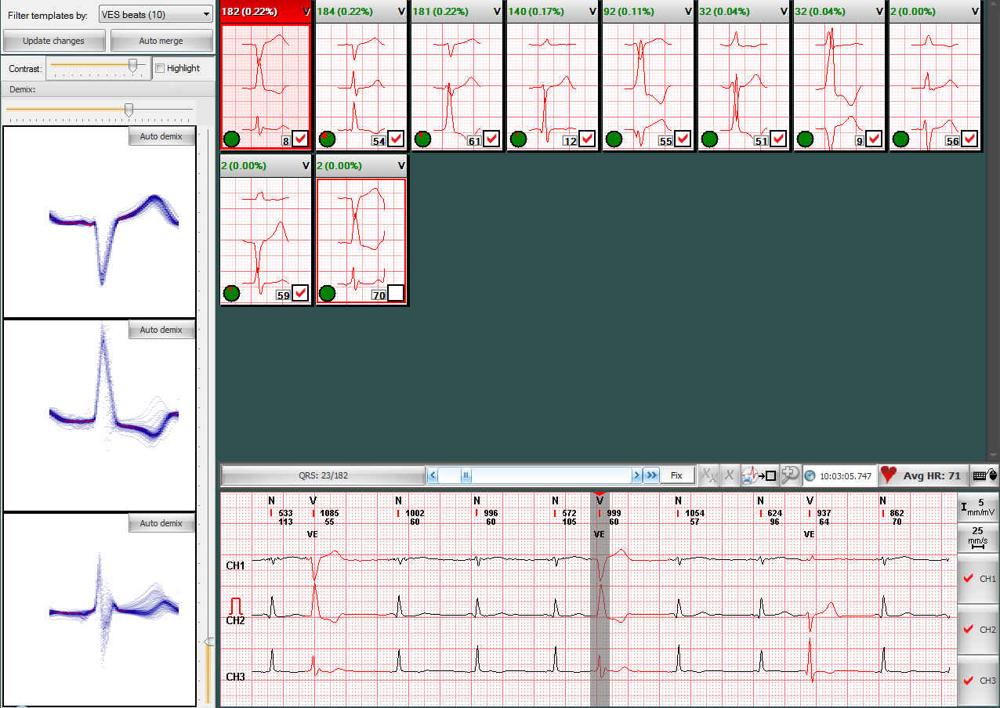 Filter templates by: VES beats (10)
Update changes Auto merge
Contrast: Highlight
Demix:
Auto demix
Auto demix
Auto demix
182 (0.22%) V 184 (0.22%) V 181 (0.22%) V 140 (0.17%) V 92 (0.11%) V 32 (0.04%) V 32 (0.04%) V 2 (0.00%) V
8 54 61 12 55 51 9 56
2 (0.00%) V 2 (0.00%) V
59 70
QRS: 23/182 Fix X X X 10:03:05.747 Avg HR: 71
N V N N N V N N V N
533 1085 1002 996 572 999 1054 624 937 862
113 55 60 60 105 60 57 96 64 70
VE VE VE
CH1
CH2
CH3
5
mm/mV
25
mm/s
CH1
CH2
CH3